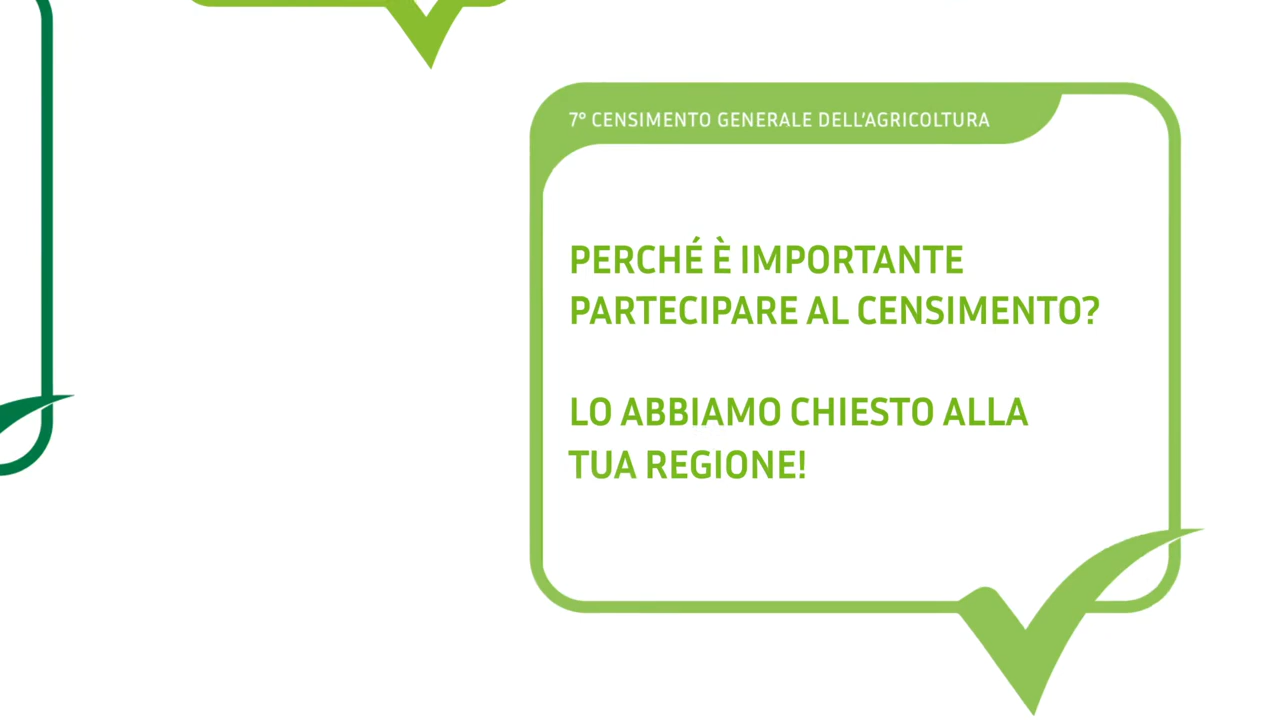 7° CENSIMENTO GENERALE DELL'AGRICOLTURA
PERCHÉ È IMPORTANTE
PARTECIPARE AL CENSIMENTO?
LO ABBIAMO CHIESTO ALLA
TUA REGIONE!